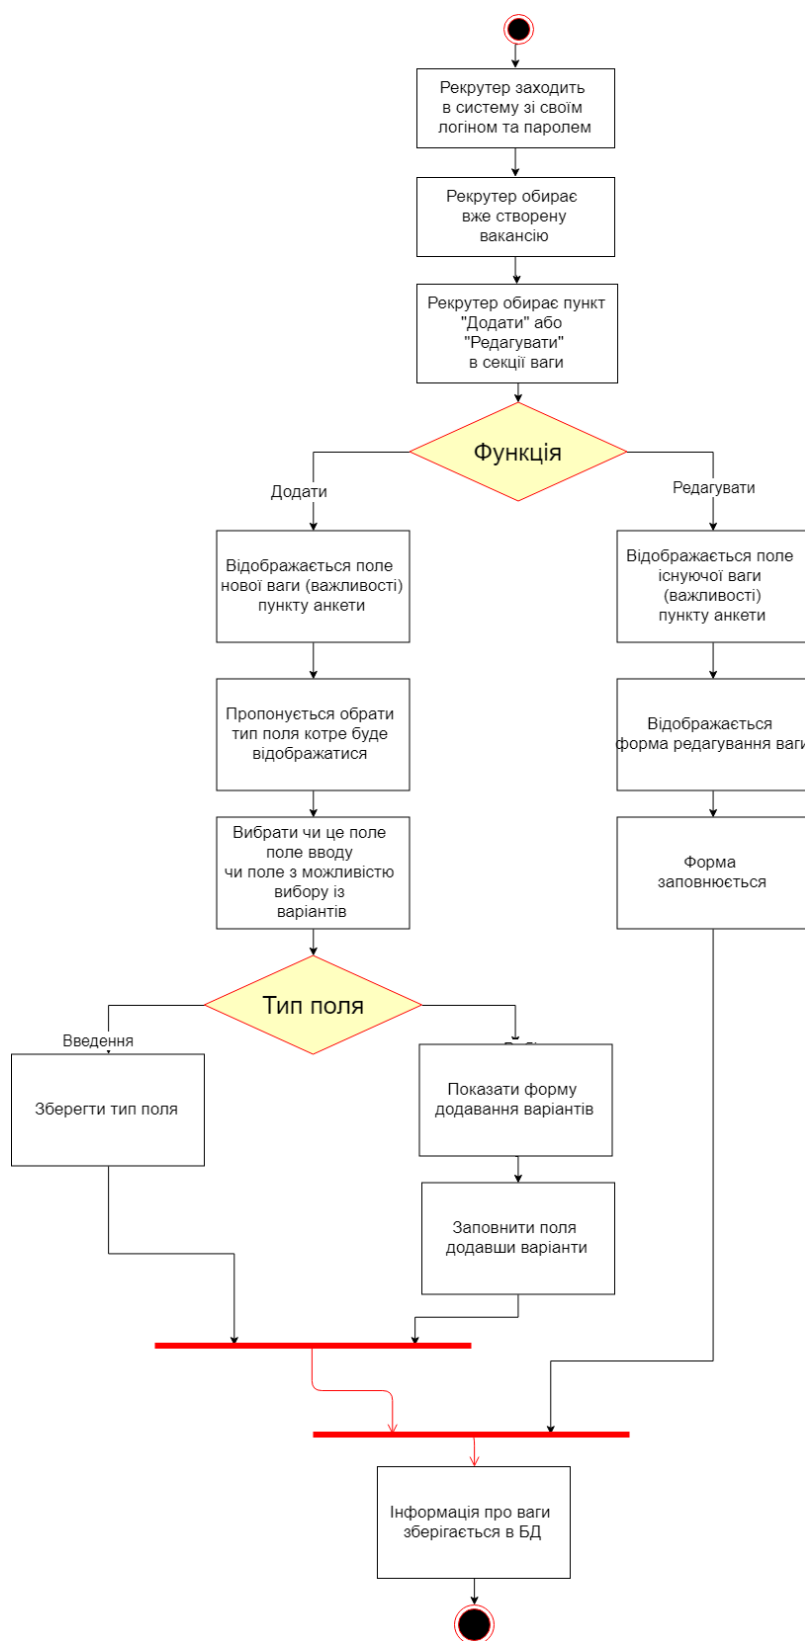 Рекрутер заходить
в систему зі своїм
логіном та паролем
Рекрутер обирає
вже створену
вакансію
Рекрутер обирає пункт
"Додати" або
"Редагувати"
в секції ваги
Функція
Додати
Редагувати
Відображається поле
нової ваги (важливості)
пункту анкети
Відображається поле
існуючої ваги
(важливості)
пункту анкети
Пропонується обрати
тип поля котре буде
відображатися
Відображається
форма редагування ваги
Вибрати чи це поле
поле вводу
чи поле з можливістю
вибору із
варіантів
Форма
заповнюється
Тип поля
Введення
Зберегти тип поля
Показати форму
додавання варіантів
Заповнити поля
додавши варіанти
Інформація про ваги
зберігається в БД